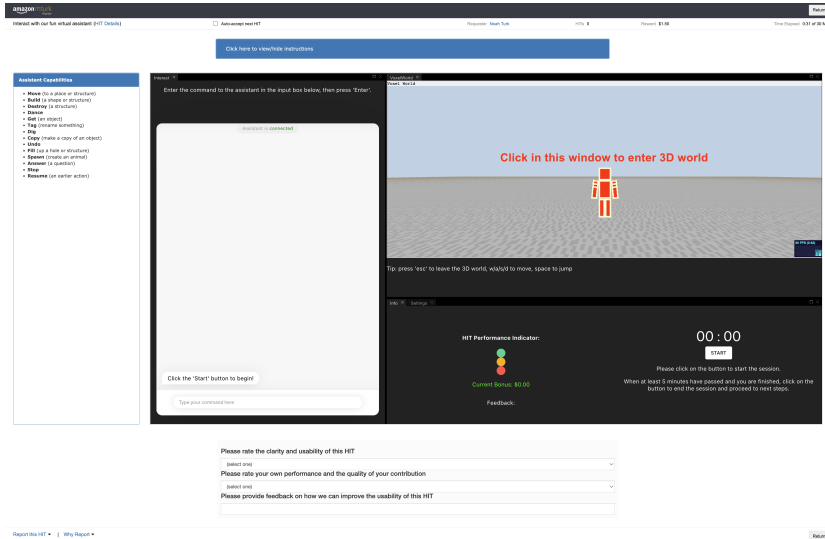 amazon mturk
Return
Interact with our fun virtual assistant (HIT Details)
Auto-accept next HIT
Requester Noah Turk
HITs 0
Reward $1.50
Time Elapsed 0:31 of 30 M
Click here to view/hide instructions
Assistant Capabilities
• Move (to a place or structure)
• Build (a shape or structure)
• Destroy (a structure)
• Dance
• Get (an object)
• Tag (rename something)
• Dig
• Copy (make a copy of an object)
• Undo
• Fill (up a hole or structure)
• Spawn (create an animal)
• Answer (a question)
• Stop
• Resume (an earlier action)
Interact
Enter the command to the assistant in the input box below, then press 'Enter'.
Assistant is connected
Click the 'Start' button to begin!
Type your command here
VoxelWorld
Voxel World
Click in this window to enter 3D world
Tip: press 'esc' to leave the 3D world, w/a/s/d to move, space to jump
Info
Settings
HIT Performance Indicator:
Current Bonus: $0.00
Feedback:
00 : 00
START
Please click on the button to start the session.
When at least 5 minutes have passed and you are finished, click on the
button to end the session and proceed to next steps.
Please rate the clarity and usability of this HIT
(select one)
Please rate your own performance and the quality of your contribution
(select one)
Please provide feedback on how we can improve the usability of this HIT
Report this HIT
|
Why Report
Return